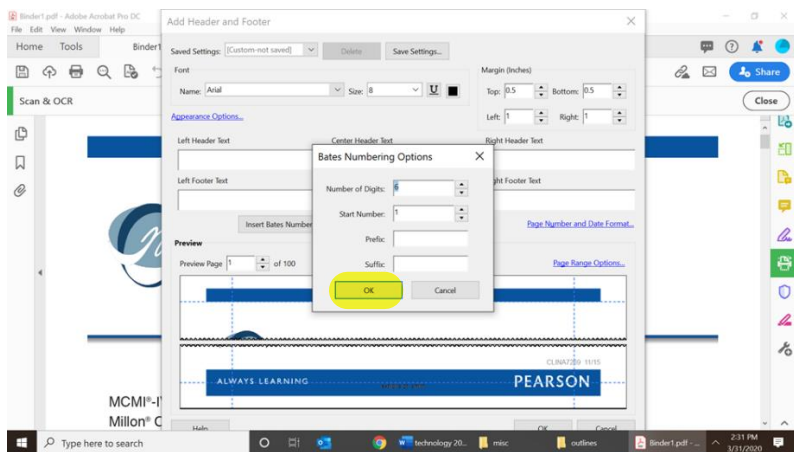 Binder1.pdf - Adobe Acrobat Pro DC
File Edit View Window Help
Home Tools Binder1
Share
Scan & OCR
Close
Add Header and Footer
Saved Settings: [Custom-not saved] Delete Save Settings...
Font
Name: Arial Size: 8 U
Margin (Inches)
Top: 0.5 Bottom: 0.5
Left: 1 Right: 1
Appearance Options...
Left Header Text Center Header Text Right Header Text
Left Footer Text ht Footer Text
Insert Bates Number
Page Number and Date Format...
Preview
Preview Page 1 of 100
Page Range Options...
Bates Numbering Options
Number of Digits: 6
Start Number: 1
Prefix:
Suffix:
OK Cancel
11/15
ALWAYS LEARNING PEARSON
MCMI®-I
Millon® C
Help OK Cancel
Type here to search
technology 20... misc outlines Binder1.pdf - ...
2:31 PM
3/31/2020